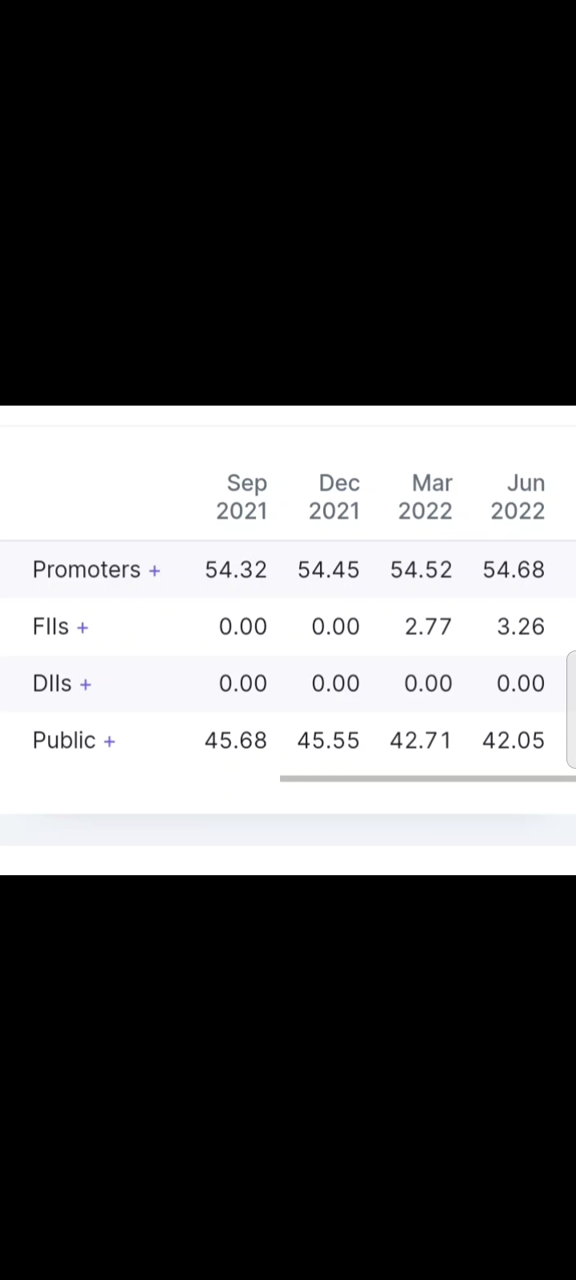 Sep Dec Mar Jun
2021 2021 2022 2022
Promoters + 54.32 54.45 54.52 54.68
FIIs + 0.00 0.00 2.77 3.26
DIIs + 0.00 0.00 0.00 0.00
Public + 45.68 45.55 42.71 42.05